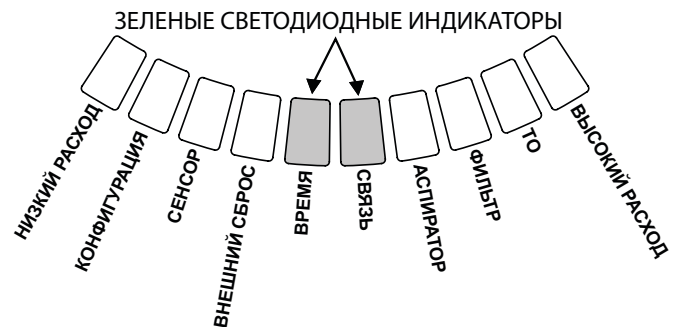 ЗЕЛЕНЫЕ СВЕТОДИОДНЫЕ ИНДИКАТОРЫ
НИЗКИЙ РАСХОД
КОНФИГУРАЦИЯ
СЕНСОР
ВНЕШНИЙ СБРОС
ВРЕМЯ
СВЯЗЬ
АСПИРАТОР
ФИЛЬТР
ТО
ВЫСОКИЙ РАСХОД